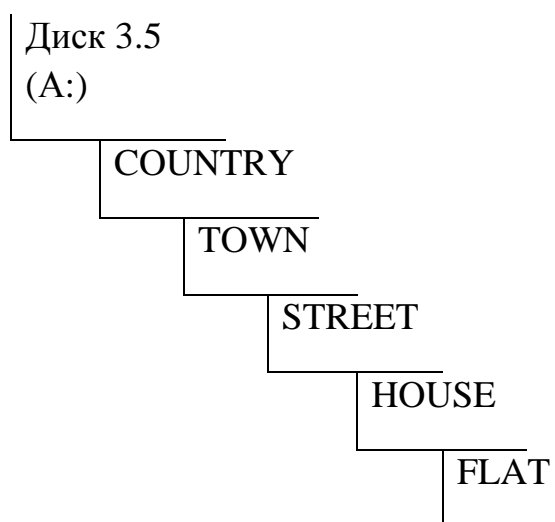 Диск 3.5
(A:)
COUNTRY
TOWN
STREET
HOUSE
FLAT